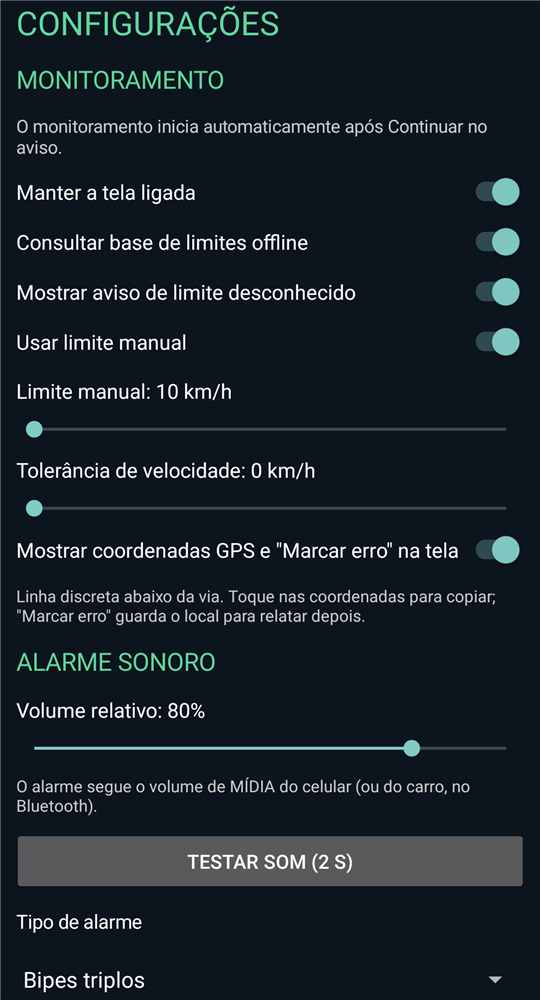 CONFIGURAÇÕES
MONITORAMENTO
O monitoramento inicia automaticamente após Continuar no
aviso.
Manter a tela ligada
Consultar base de limites offline
Mostrar aviso de limite desconhecido
Usar limite manual
Limite manual: 10 km/h
Tolerância de velocidade: 0 km/h
Mostrar coordenadas GPS e "Marcar erro" na tela
Linha discreta abaixo da via. Toque nas coordenadas para copiar;
"Marcar erro" guarda o local para relatar depois.
ALARME SONORO
Volume relativo: 80%
O alarme segue o volume de MÍDIA do celular (ou do carro, no
Bluetooth).
TESTAR SOM (2 S)
Tipo de alarme
Bipes triplos